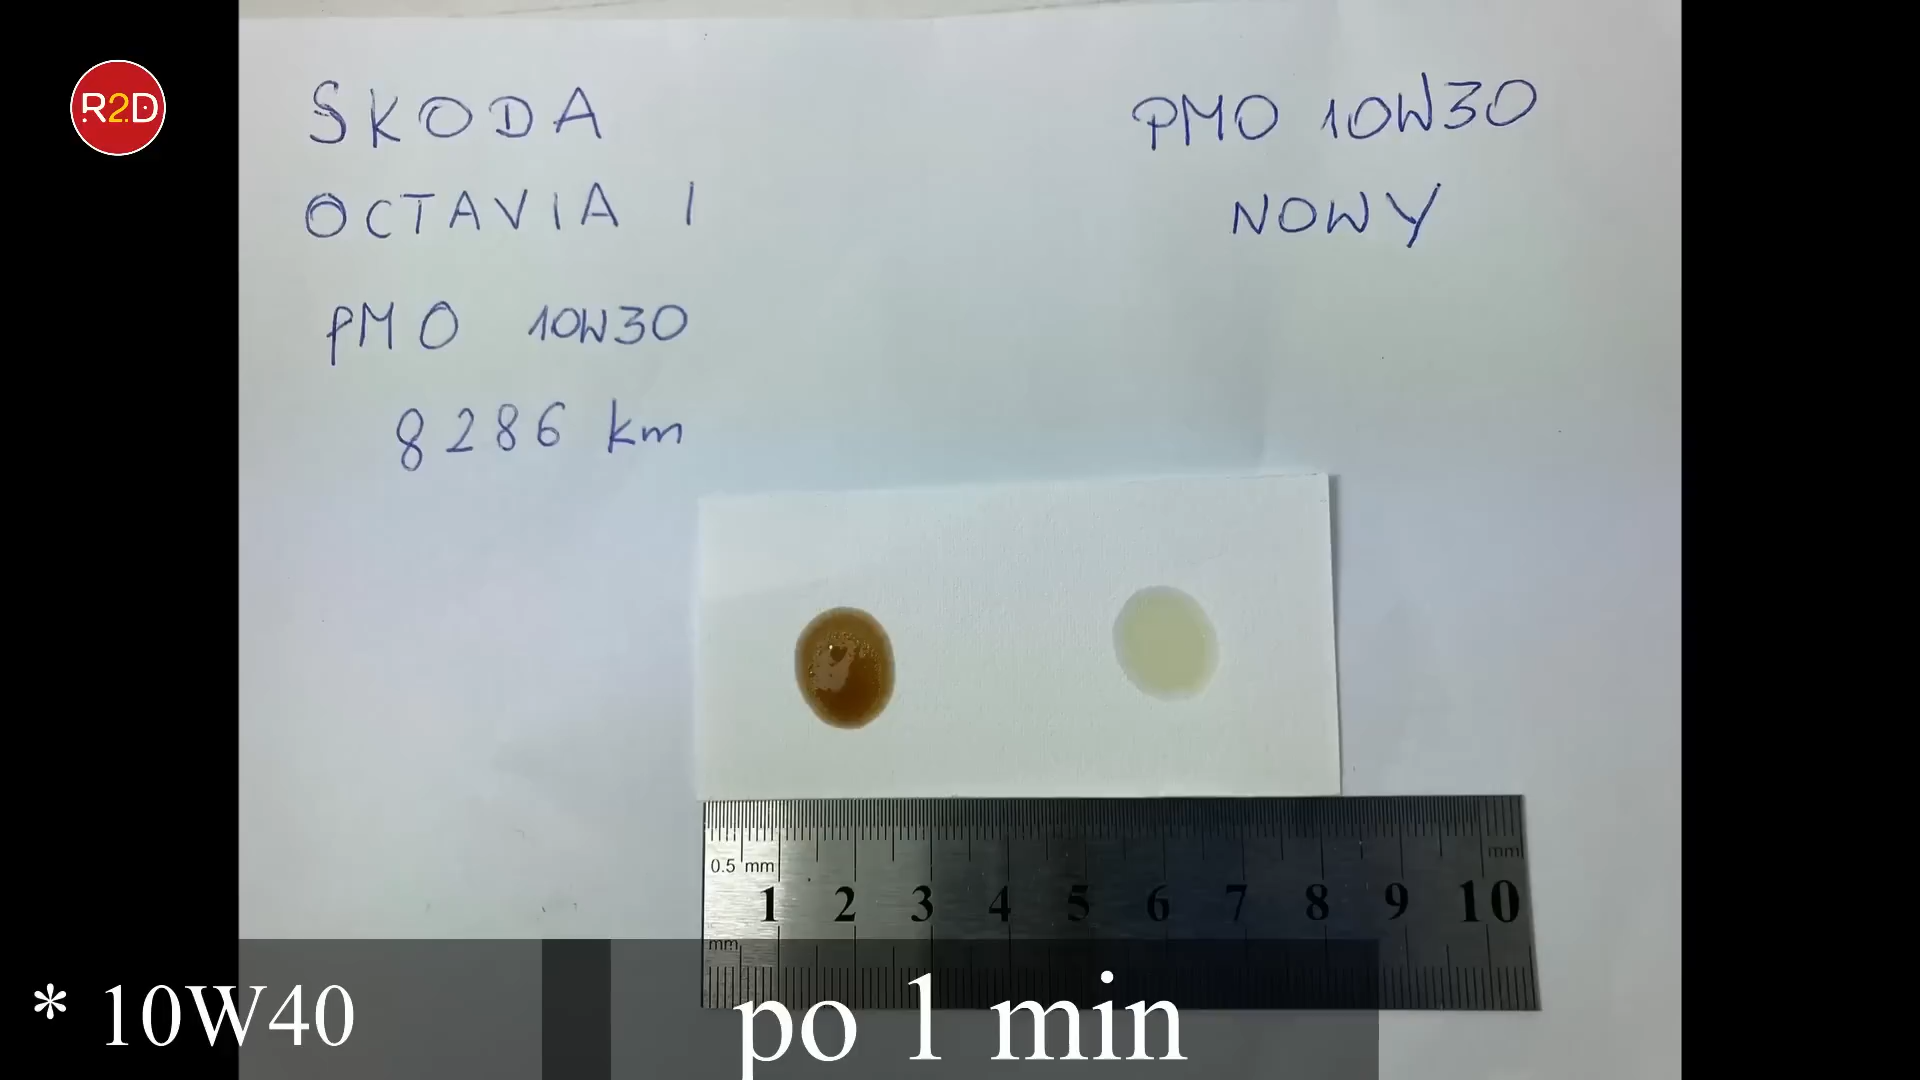 R2D
SKODA
OCTAVIA I
PMO 10W30
8286 km
PMO 10W30
NOWY
0.5 mm
mm
1 2 3 4 5 6 7 8 9 10
mm
* 10W40
po 1 min